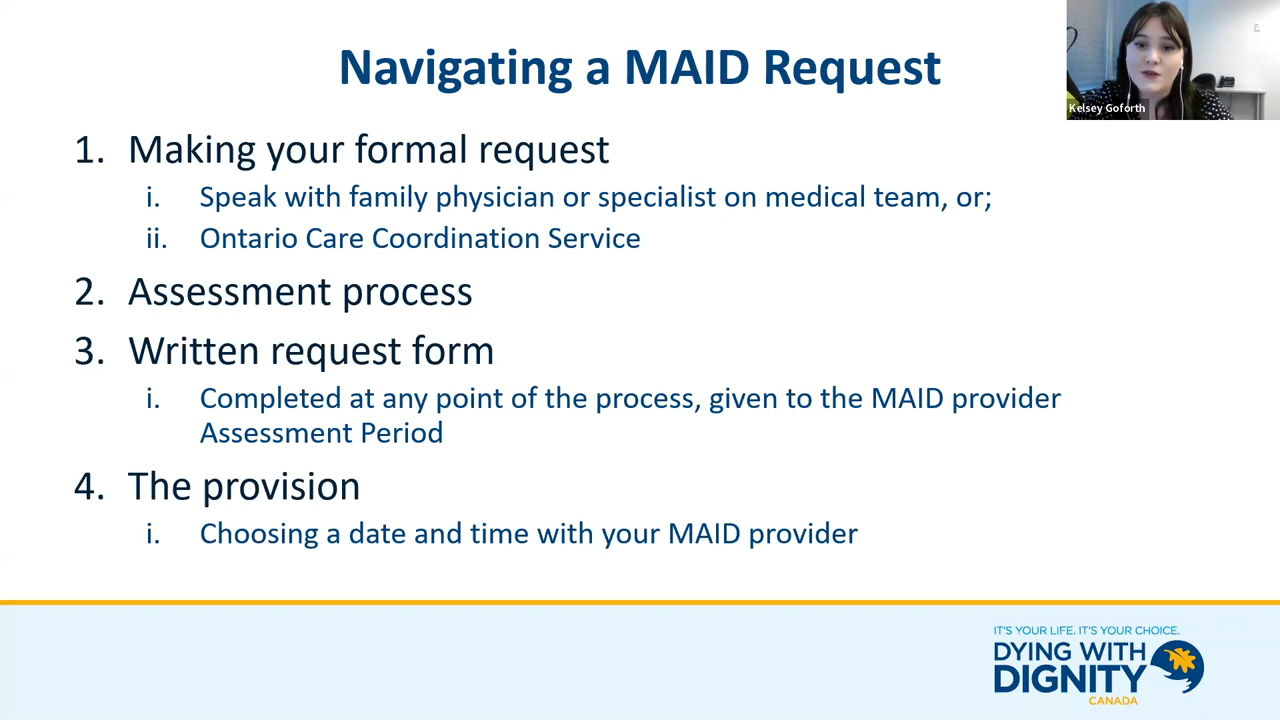 Navigating a MAID Request
Kelsey Goforth
1. Making your formal request
i. Speak with family physician or specialist on medical team, or;
ii. Ontario Care Coordination Service
2. Assessment process
3. Written request form
i. Completed at any point of the process, given to the MAID provider
Assessment Period
4. The provision
i. Choosing a date and time with your MAID provider
IT'S YOUR LIFE. IT'S YOUR CHOICE.
DYING WITH
DIGNITY
CANADA